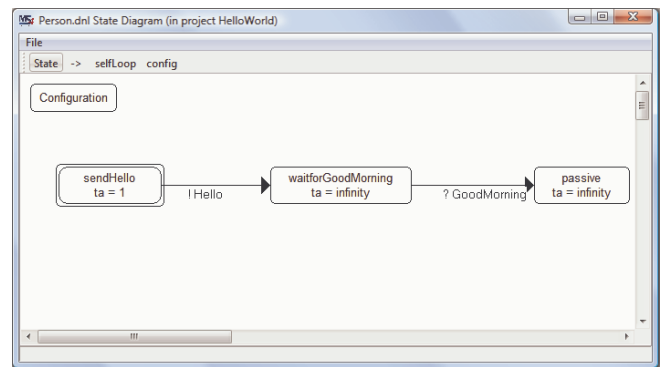 Person.dnl State Diagram (in project HelloWorld)
File
State -> selfLoop config
Configuration
sendHello
ta = 1
! Hello
waitforGoodMorning
ta = infinity
? GoodMorning
passive
ta = infinity